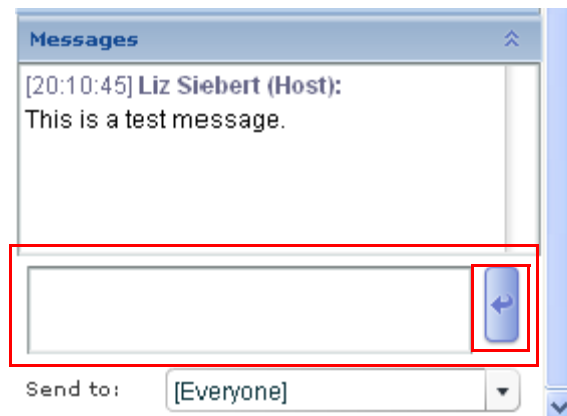 Messages
[20:10:45] Liz Siebert (Host):
This is a test message.
Send to: [Everyone]